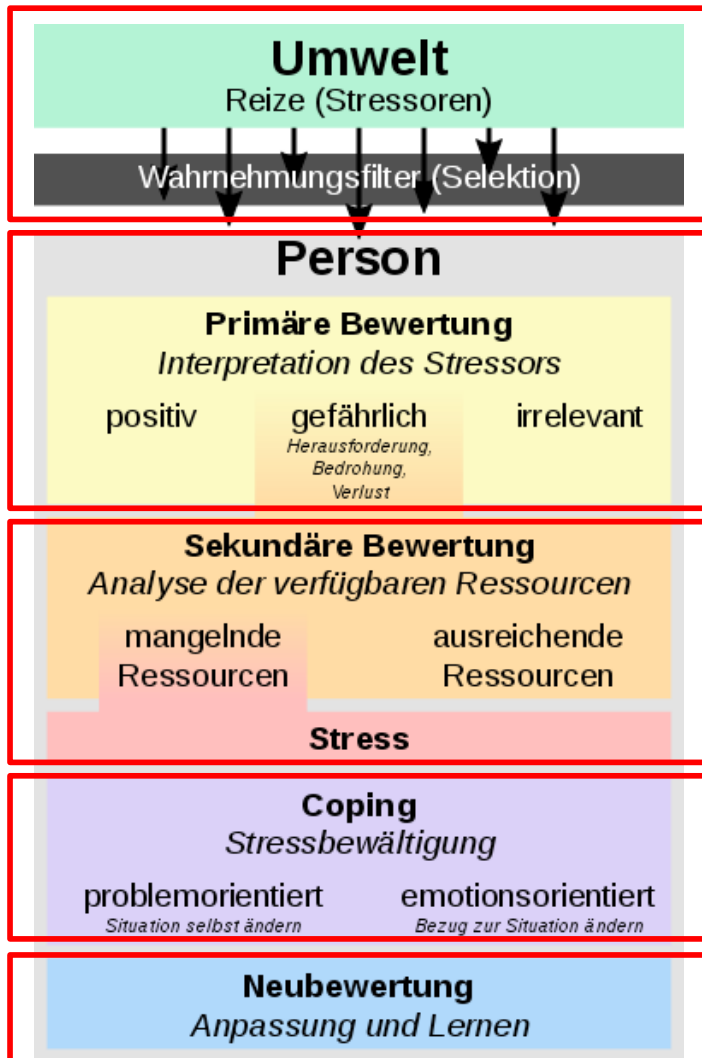 Umwelt
Reize (Stressoren)
Wahrnehmungsfilter (Selektion)
Person
Primäre Bewertung
Interpretation des Stressors
positiv gefährlich irrelevant
Herausforderung,
Bedrohung,
Verlust
Sekundäre Bewertung
Analyse der verfügbaren Ressourcen
mangelnde ausreichende
Ressourcen Ressourcen
Stress
Coping
Stressbewältigung
problemorientiert emotionsorientiert
Situation selbst ändern Bezug zur Situation ändern
Neubewertung
Anpassung und Lernen